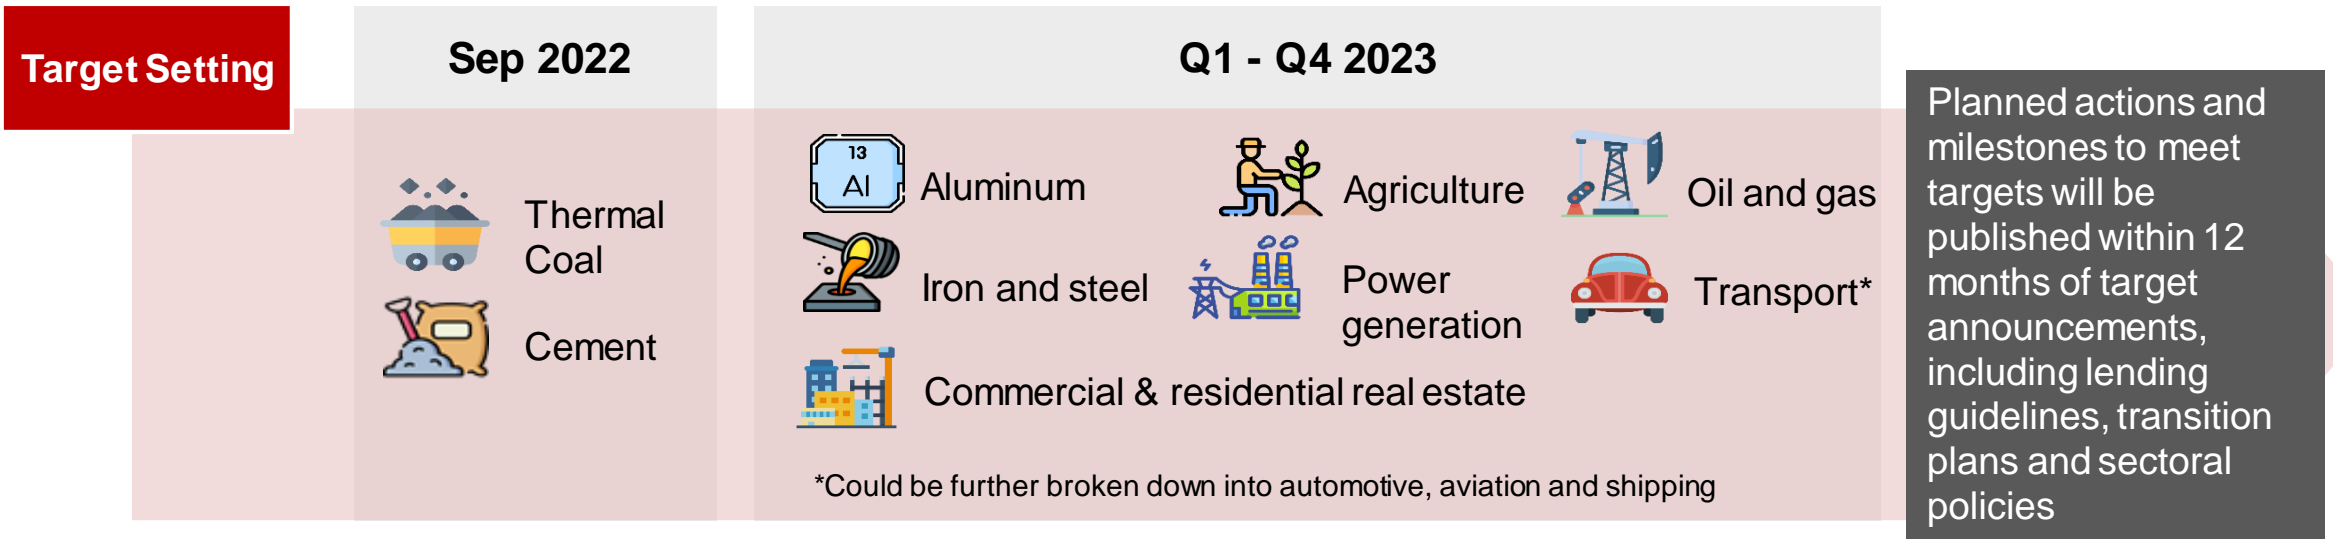 Target Setting
Sep 2022
Thermal
Coal
Cement
Q1 - Q4 2023
13
Al
Aluminum
Agriculture
Oil and gas
Iron and steel
Power
generation
Transport*
Commercial & residential real estate
*Could be further broken down into automotive, aviation and shipping
Planned actions and
milestones to meet
targets will be
published within 12
months of target
announcements,
including lending
guidelines, transition
plans and sectoral
policies